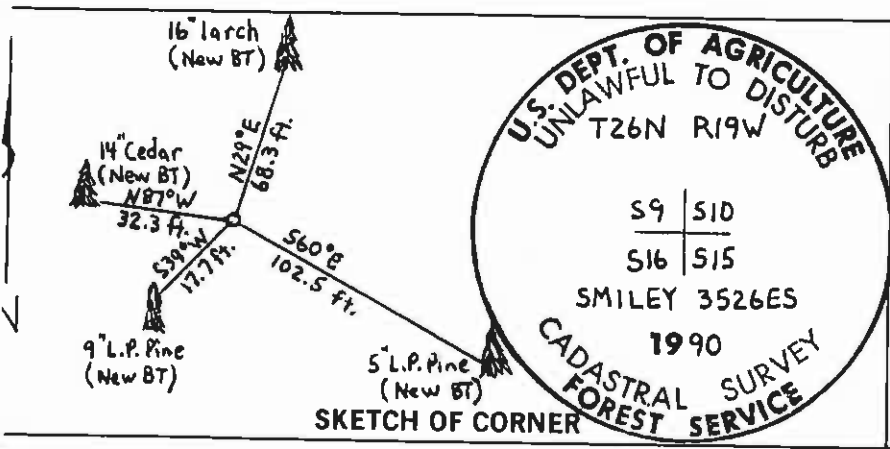 16" larch
(New BT)
N29°E
68.3 ft.
14" Cedar
(New BT)
N87°W
32.3 ft.
S39°W
17.7 ft.
S60°E
102.5 ft.
9" L.P. Pine
(New BT)
5" L.P. Pine
(New BT)
SKETCH OF CORNER
U.S. DEPT. OF AGRICULTURE
UNLAWFUL TO DISTURB
T26N R19W
S9 S10
S16 S15
SMILEY 3526ES
1990
CADASTRAL SURVEY
FOREST SERVICE